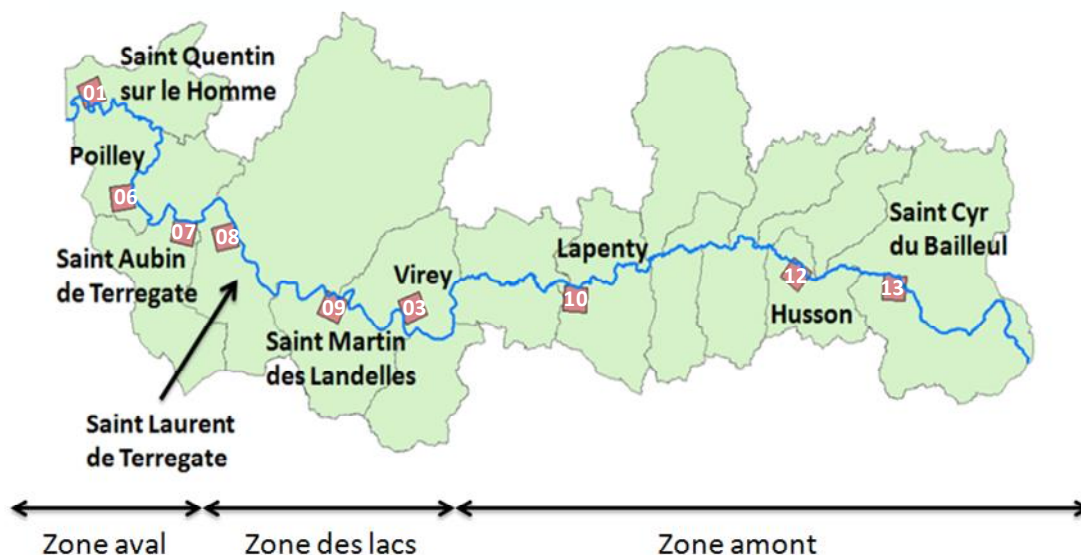 Saint Quentin
sur le Homme
01
Poilley
06
07
08
Saint Aubin
de Terregate
Saint Laurent
de Terregate
09
Saint Martin
des Landelles
Virey
03
Lapenty
10
12
Husson
Saint Cyr
du Bailleul
13
Zone aval
Zone des lacs
Zone amont